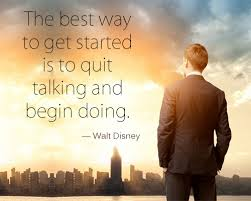 The best way
to get started
is to quit
talking and
begin doing.
— Walt Disney